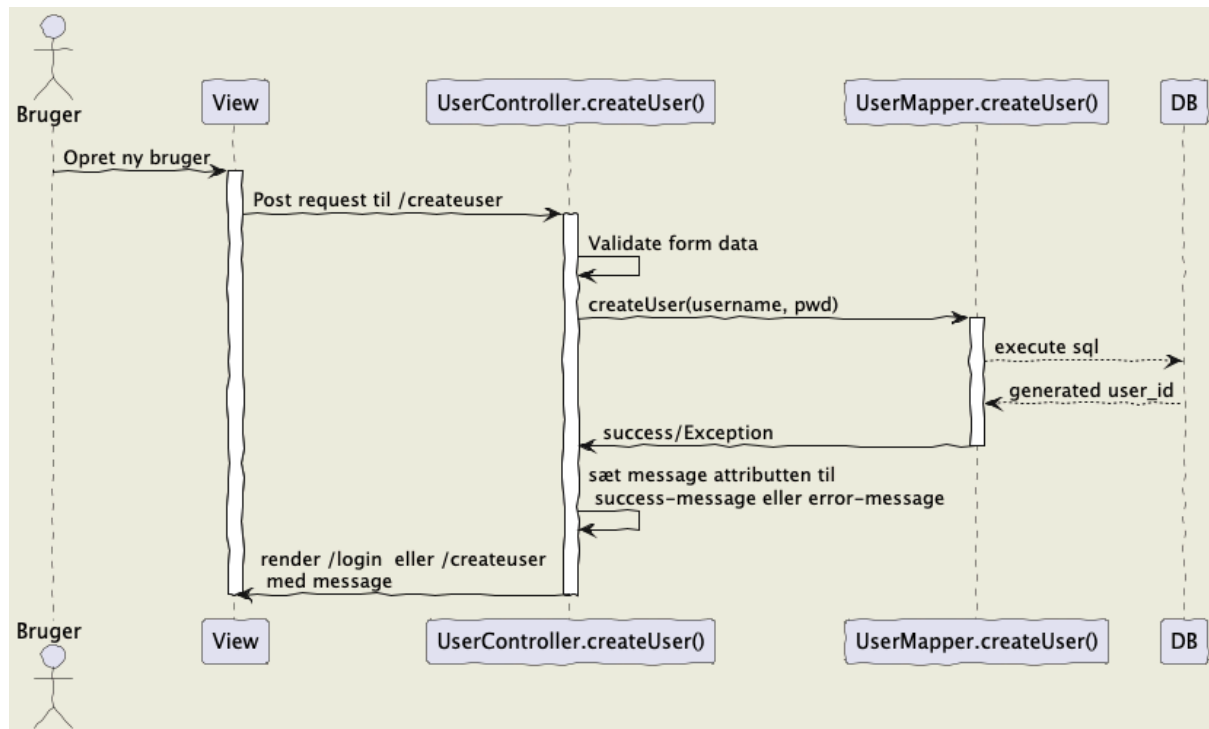 Bruger
View
UserController.createUser()
UserMapper.createUser()
DB
Opret ny bruger
Post request til /createuser
Validate form data
createUser(username, pwd)
execute sql
generated user_id
success/Exception
sæt message attributten til
success-message eller error-message
render /login eller /createuser
med message
Bruger
View
UserController.createUser()
UserMapper.createUser()
DB